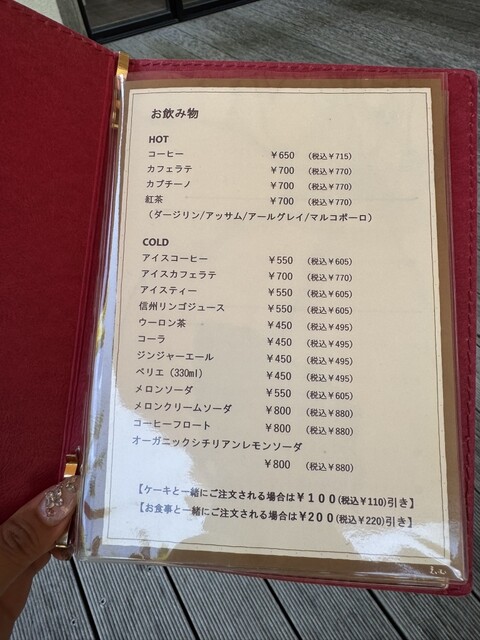 お飲み物
HOT
コーヒー ￥650 （税込￥715）
カフェラテ ￥700 （税込￥770）
カプチーノ ￥700 （税込￥770）
紅茶 ￥700 （税込￥770）
（ダージリン/アッサム/アールグレイ/マルコポーロ）
COLD
アイスコーヒー ￥550 （税込￥605）
アイスカフェラテ ￥700 （税込￥770）
アイスティー ￥550 （税込￥605）
信州リンゴジュース ￥550 （税込￥605）
ウーロン茶 ￥450 （税込￥495）
コーラ ￥450 （税込￥495）
ジンジャーエール ￥450 （税込￥495）
ペリエ（330ml） ￥450 （税込￥495）
メロンソーダ ￥550 （税込￥605）
メロンクリームソーダ ￥800 （税込￥880）
コーヒーフロート ￥800 （税込￥880）
オーガニックシチリアンレモンソーダ
￥800 （税込￥880）
【ケーキと一緒にご注文される場合は￥１００(税込￥110)引き】
【お食事と一緒にご注文される場合は￥２００(税込￥220)引き】